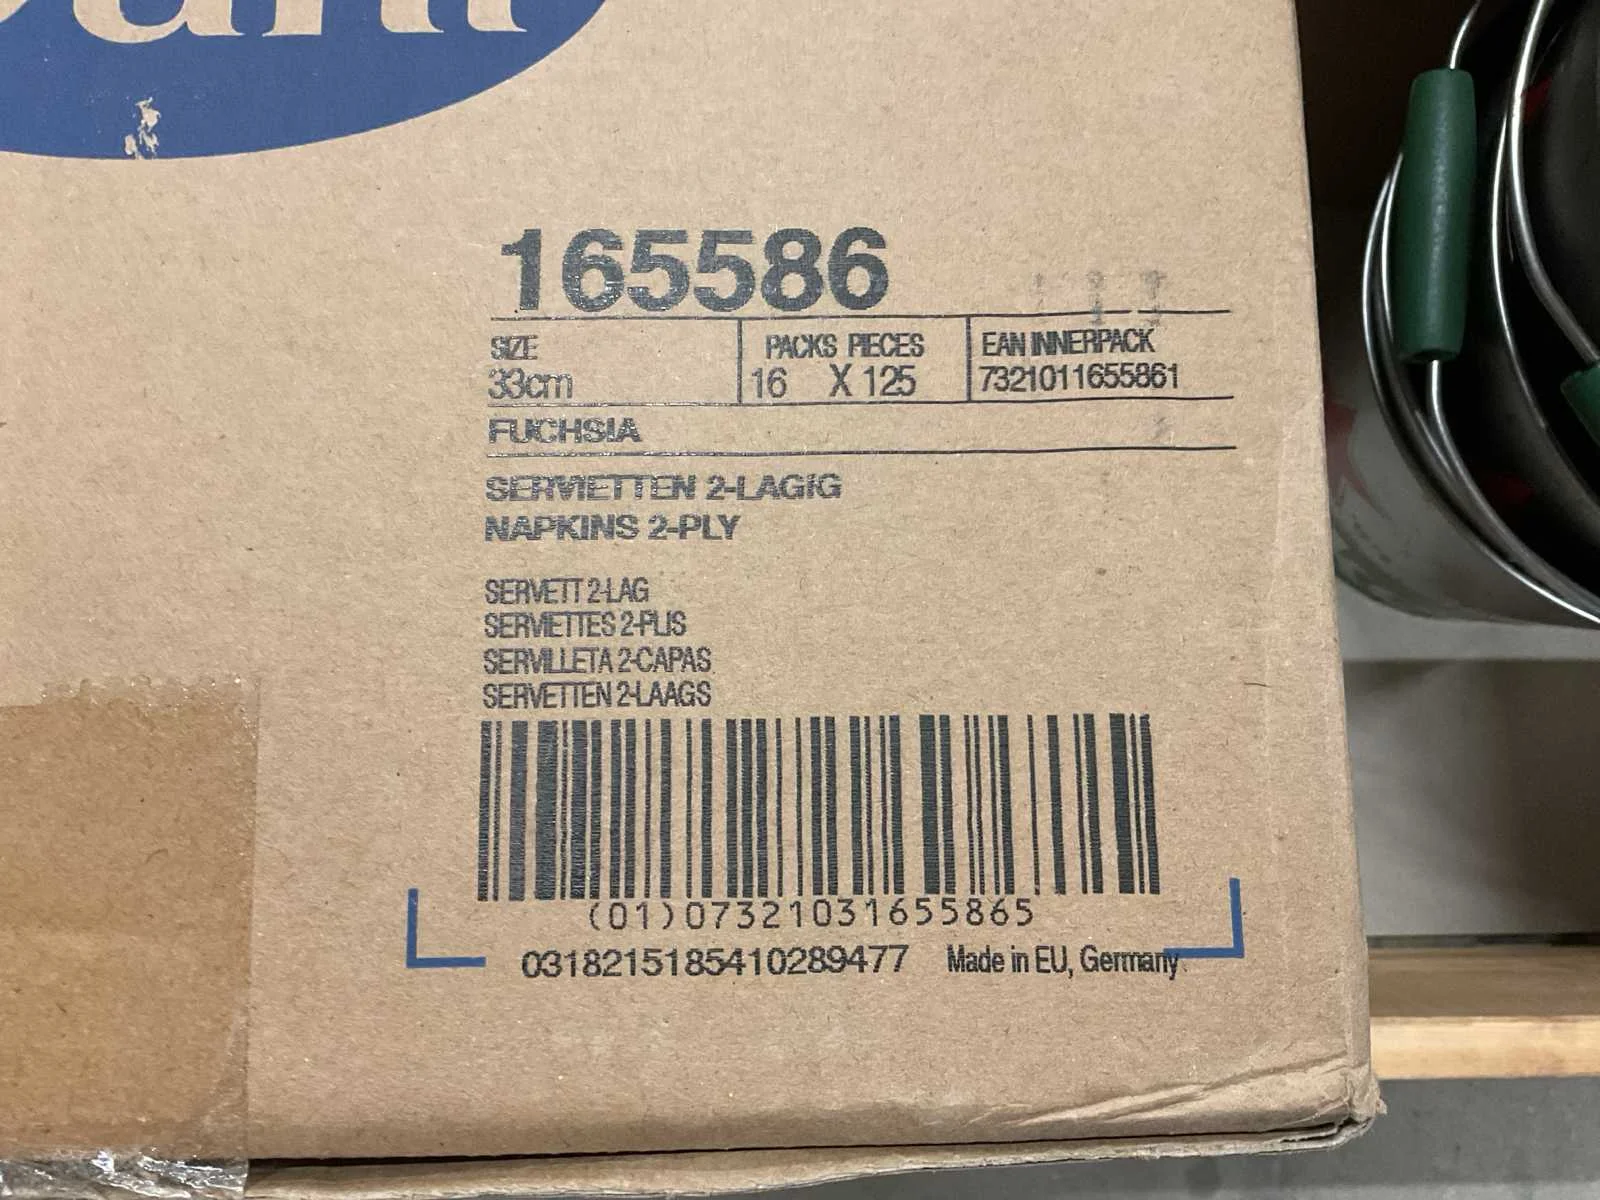 165586
SIZE PACKS PIECES EAN INNERPACK
33cm 16 X 125 7321011655861
FUCHSIA
SERVIETTEN 2-LAGIG
NAPKINS 2-PLY
SERVETT 2-LAG
SERVIETTES 2-PLIS
SERVILLETA 2-CAPAS
SERVETTEN 2-LAAGS
(01)07321031655865
0318215185410289477 Made in EU, Germany